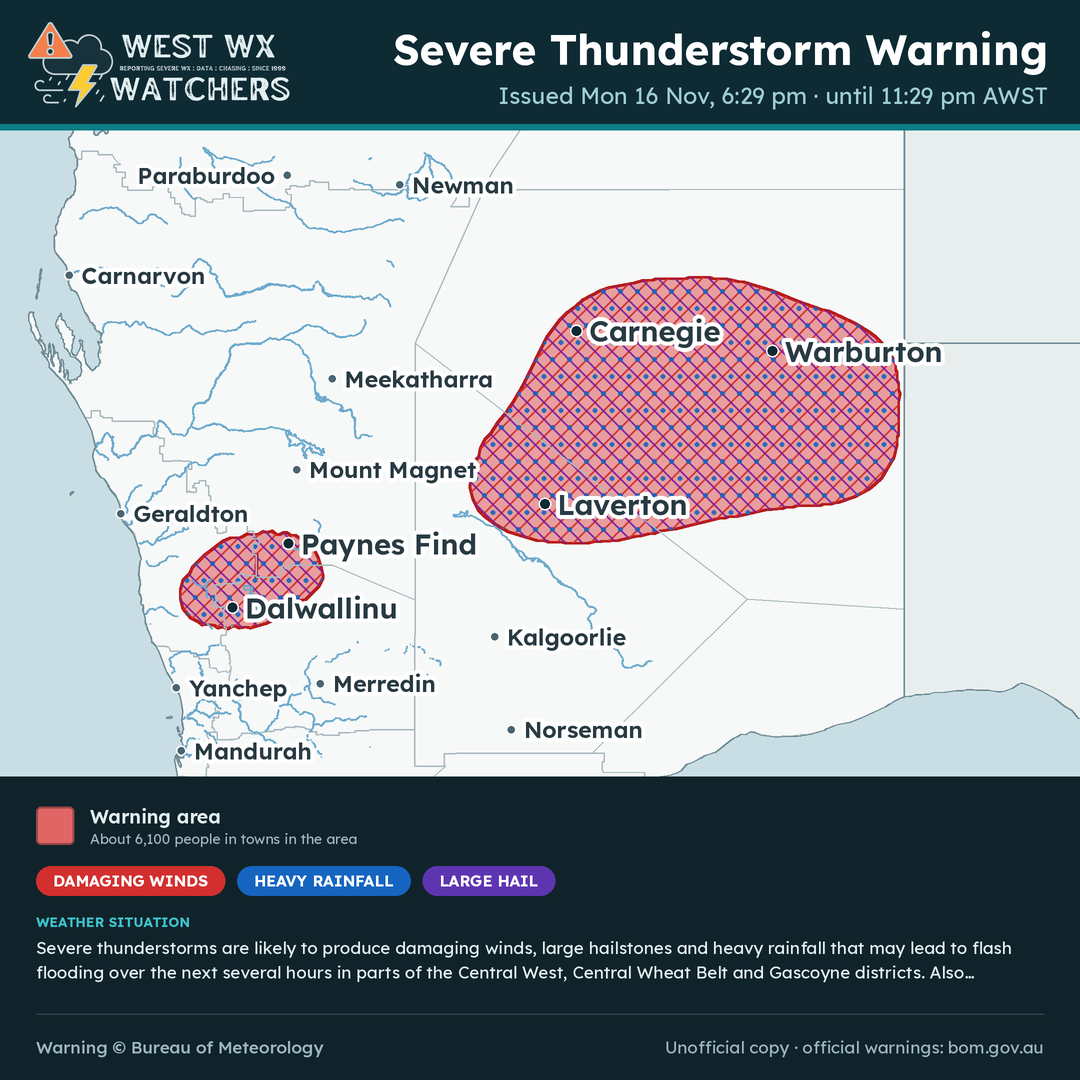 WEST WX
REPORTING SEVERE WX : DATA : CHASING : SINCE 1999
WATCHERS
Severe Thunderstorm Warning
Issued Mon 16 Nov, 6:29 pm · until 11:29 pm AWST
Paraburdoo
Newman
Carnarvon
Carnegie
Warburton
Meekatharra
Mount Magnet
Laverton
Geraldton
Paynes Find
Dalwallinu
Kalgoorlie
Yanchep
Merredin
Norseman
Mandurah
Warning area
About 6,100 people in towns in the area
DAMAGING WINDS
HEAVY RAINFALL
LARGE HAIL
WEATHER SITUATION
Severe thunderstorms are likely to produce damaging winds, large hailstones and heavy rainfall that may lead to flash
flooding over the next several hours in parts of the Central West, Central Wheat Belt and Gascoyne districts. Also…
Warning © Bureau of Meteorology
Unofficial copy · official warnings: bom.gov.au